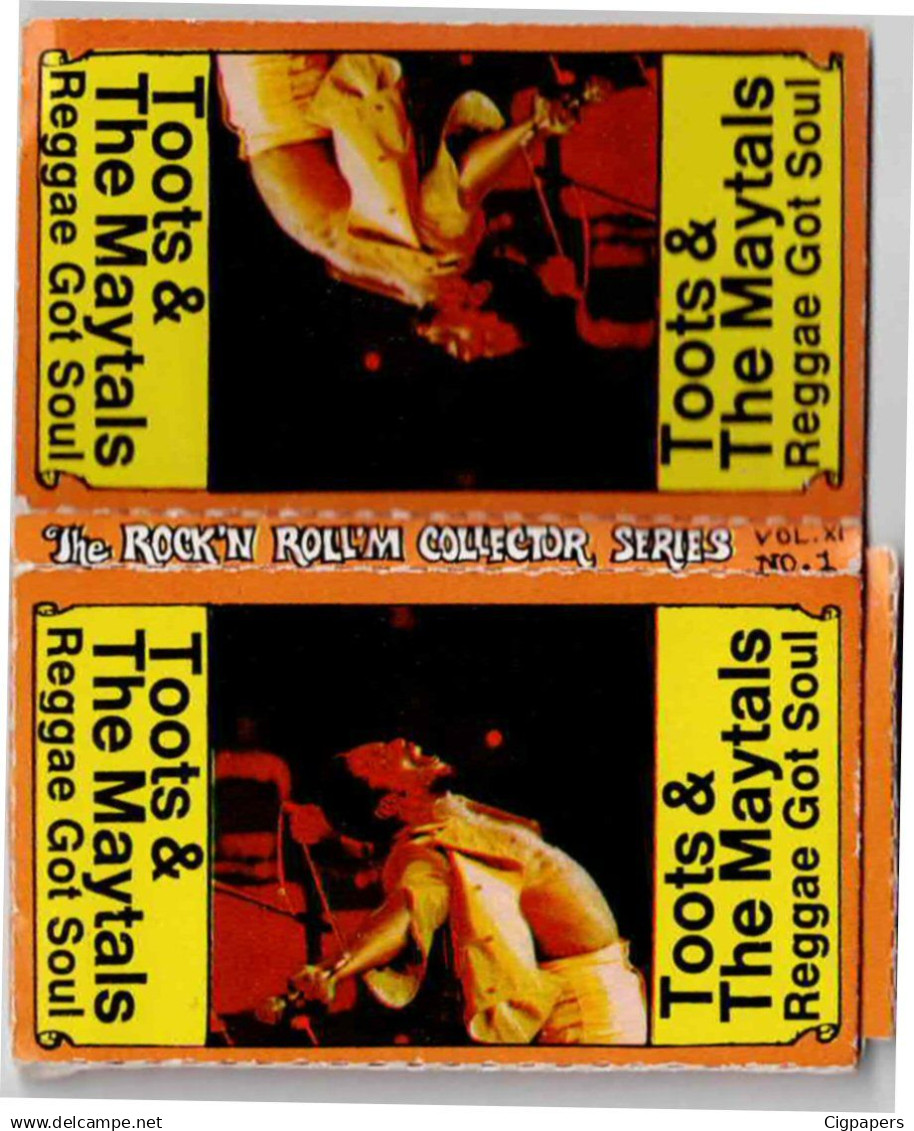 Toots &
The Maytals
Reggae Got Soul
Toots &
The Maytals
Reggae Got Soul
The ROCK'N ROLL'M COLLECTOR SERIES
VOL. XI
NO. 1
Toots &
The Maytals
Reggae Got Soul
Toots &
The Maytals
Reggae Got Soul
delcampe.net
Cigpapers